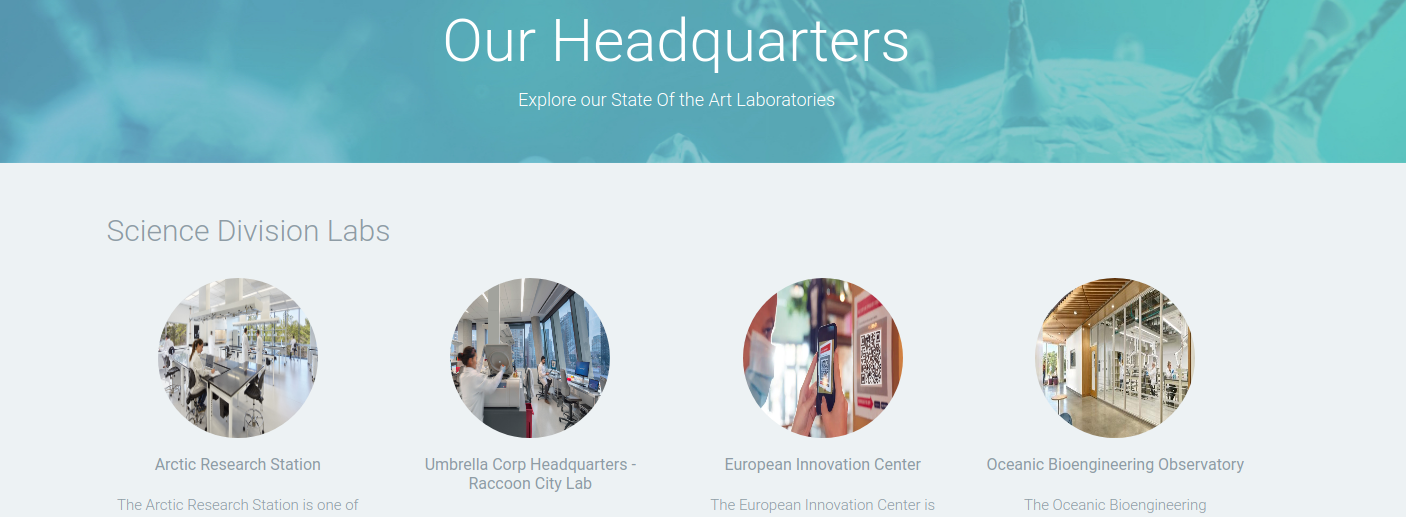 Our Headquarters
Explore our State Of the Art Laboratories
Science Division Labs
Arctic Research Station
The Arctic Research Station is one of
Umbrella Corp Headquarters -
Raccoon City Lab
European Innovation Center
The European Innovation Center is
Oceanic Bioengineering Observatory
The Oceanic Bioengineering